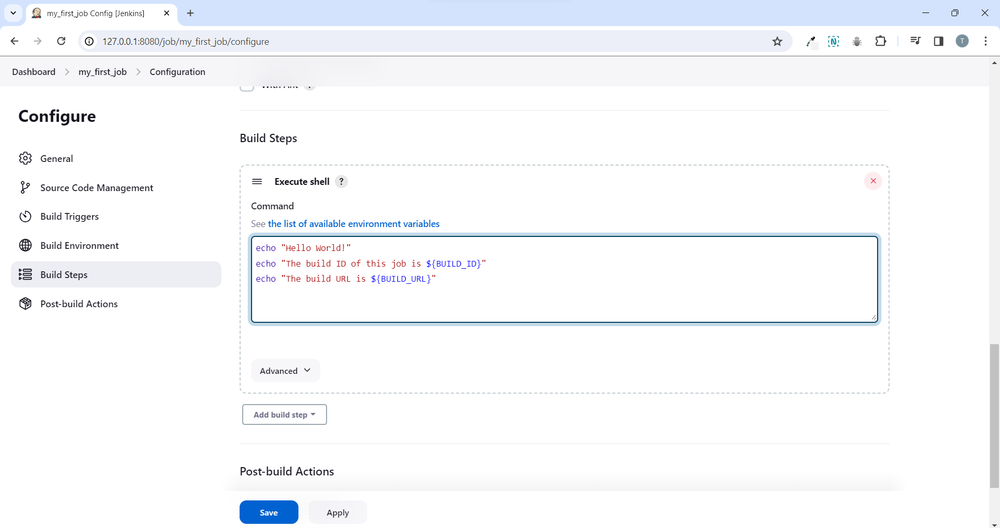 my_first_job Config [Jenkins]
127.0.0.1:8080/job/my_first_job/configure
T
Dashboard > my_first_job > Configuration
With Ant ?
Configure
General
Source Code Management
Build Triggers
Build Environment
Build Steps
Post-build Actions
Build Steps
Execute shell ?
Command
See the list of available environment variables
echo "Hello World!"
echo "The build ID of this job is ${BUILD_ID}"
echo "The build URL is ${BUILD_URL}"
Advanced
Add build step
Post-build Actions
Save Apply